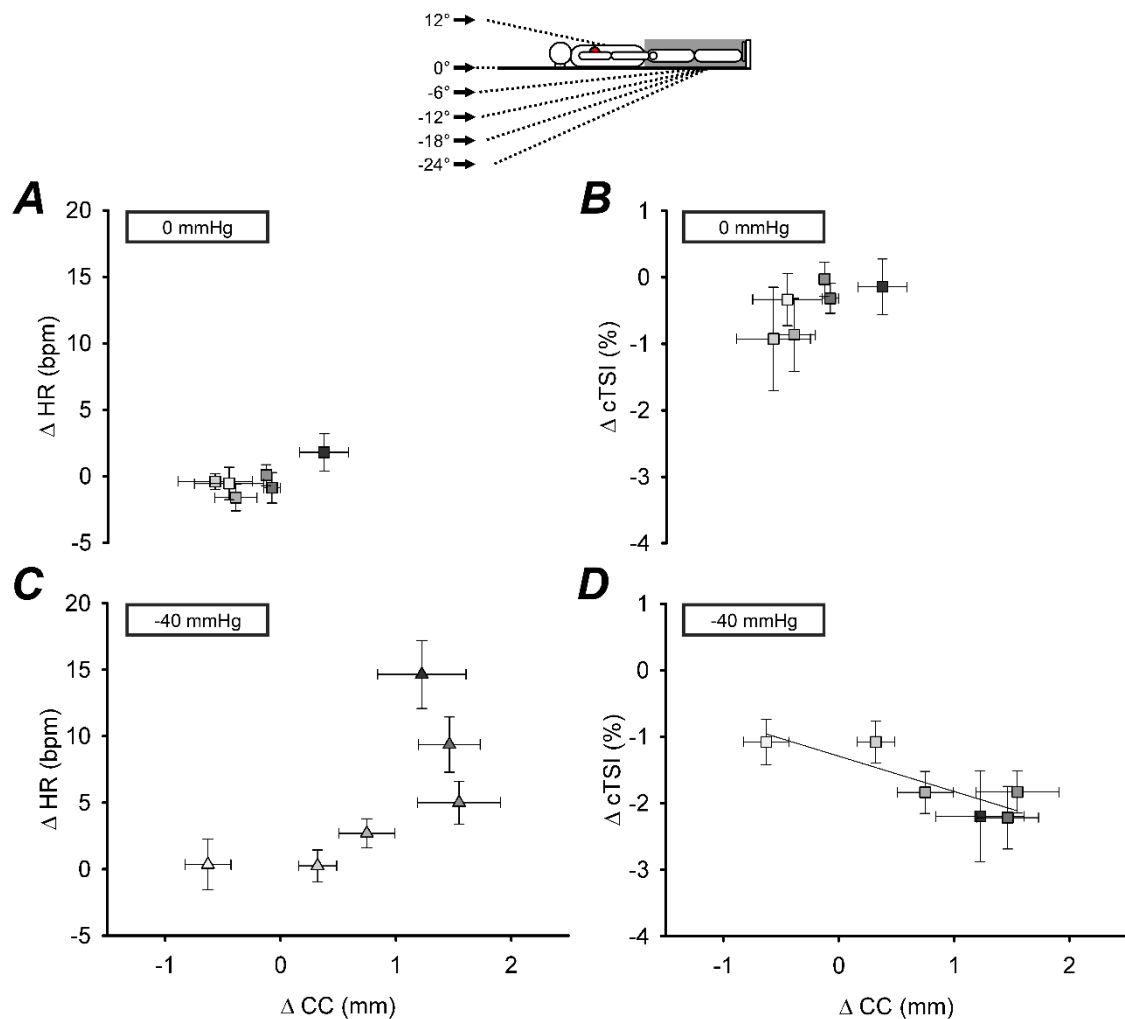 12°
0°
-6°
-12°
-18°
-24°
A
B
20
15
10
5
0
-5
Δ HR (bpm)
0 mmHg
1
0
-1
-2
-3
-4
Δ cTSI (%)
0 mmHg
C
D
20
15
10
5
0
-5
Δ HR (bpm)
-40 mmHg
-1
0
1
2
Δ CC (mm)
1
0
-1
-2
-3
-4
Δ cTSI (%)
-40 mmHg
-1
0
1
2
Δ CC (mm)